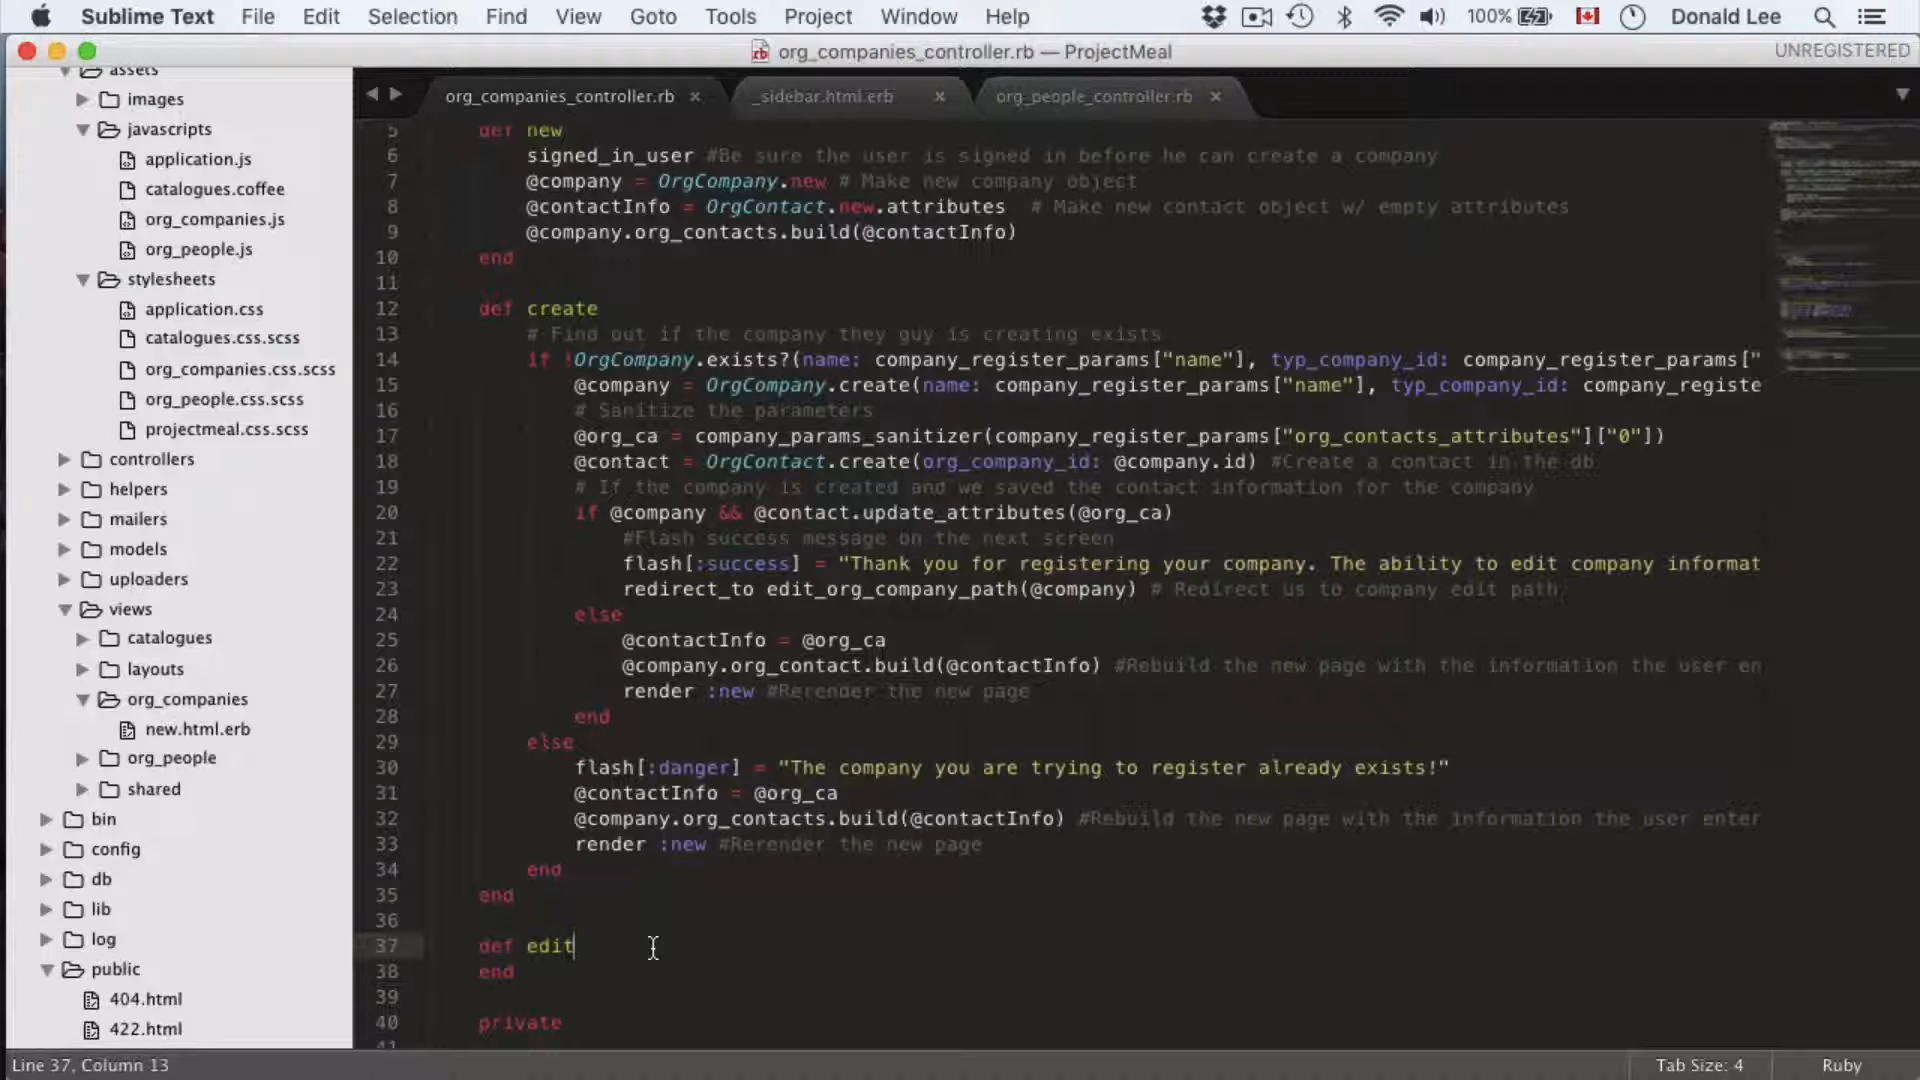 Sublime Text File Edit Selection Find View Goto Tools Project Window Help 100% Donald Lee
org_companies_controller.rb — ProjectMeal UNREGISTERED
org_companies_controller.rb _sidebar.html.erb org_people_controller.rb
assets
images
javascripts
application.js
catalogues.coffee
org_companies.js
org_people.js
stylesheets
application.css
catalogues.css.scss
org_companies.css.scss
org_people.css.scss
projectmeal.css.scss
controllers
helpers
mailers
models
uploaders
views
catalogues
layouts
org_companies
new.html.erb
org_people
shared
bin
config
db
lib
log
public
404.html
422.html
5 def new
6 signed_in_user #Be sure the user is signed in before he can create a company
7 @company = OrgCompany.new # Make new company object
8 @contactInfo = OrgContact.new.attributes # Make new contact object w/ empty attributes
9 @company.org_contacts.build(@contactInfo)
10 end
11
12 def create
13 # Find out if the company they guy is creating exists
14 if !OrgCompany.exists?(name: company_register_params["name"], typ_company_id: company_register_params["
15 @company = OrgCompany.create(name: company_register_params["name"], typ_company_id: company_registe
16 # Sanitize the parameters
17 @org_ca = company_params_sanitizer(company_register_params["org_contacts_attributes"]["0"])
18 @contact = OrgContact.create(org_company_id: @company.id) #Create a contact in the db
19 # If the company is created and we saved the contact information for the company
20 if @company && @contact.update_attributes(@org_ca)
21 #Flash success message on the next screen
22 flash[:success] = "Thank you for registering your company. The ability to edit company informat
23 redirect_to edit_org_company_path(@company) # Redirect us to company edit path
24 else
25 @contactInfo = @org_ca
26 @company.org_contact.build(@contactInfo) #Rebuild the new page with the information the user en
27 render :new #Rerender the new page
28 end
29 else
30 flash[:danger] = "The company you are trying to register already exists!"
31 @contactInfo = @org_ca
32 @company.org_contacts.build(@contactInfo) #Rebuild the new page with the information the user enter
33 render :new #Rerender the new page
34 end
35 end
36
37 def edit
38 end
39
40 private
41
Line 37, Column 13 Tab Size: 4 Ruby